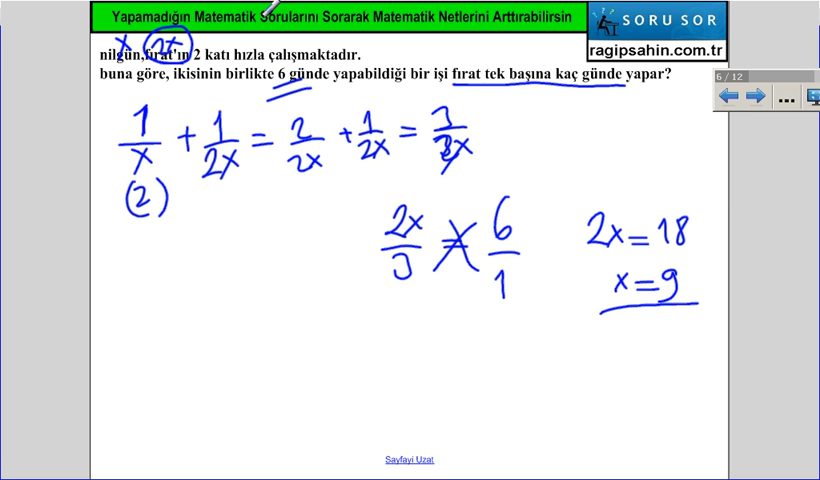 Yapamadığın Matematik Sorularını Sorarak Matematik Netlerini Arttırabilirsin
SORU SOR
ragipsahin.com.tr
x 2x
nilgün,fırat'ın 2 katı hızla çalışmaktadır.
buna göre, ikisinin birlikte 6 günde yapabildiği bir işi fırat tek başına kaç günde yapar?
6 / 12
...
1/x + 1/2x = 2/2x + 1/2x = 3/2x
(2)
2x/3 = 6/1
2x = 18
x = 9
Sayfayi Uzat